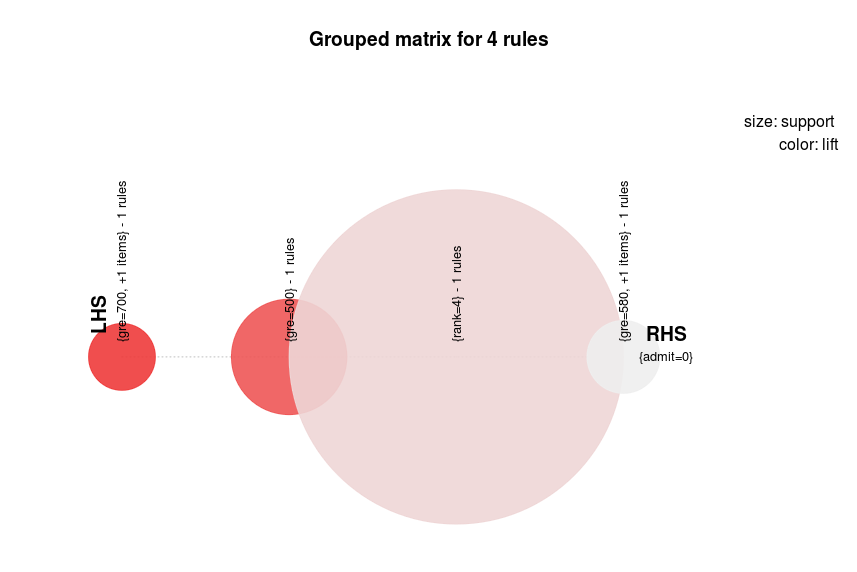 Grouped matrix for 4 rules
size: support
color: lift
LHS
{gre=700, +1 items} - 1 rules
{gre=500} - 1 rules
{rank=4} - 1 rules
{gre=580, +1 items} - 1 rules
RHS
{admit=0}